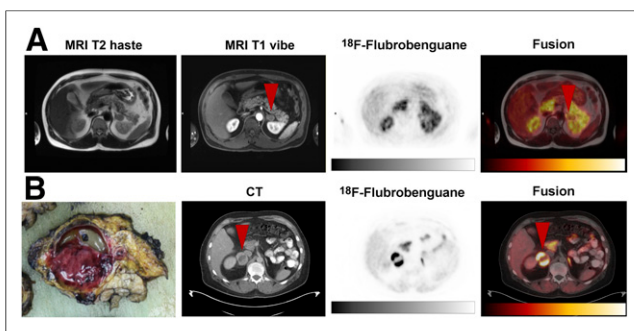 A
MRI T2 haste
MRI T1 vibe
18F-Flubrobenguane
Fusion
B
CT
18F-Flubrobenguane
Fusion